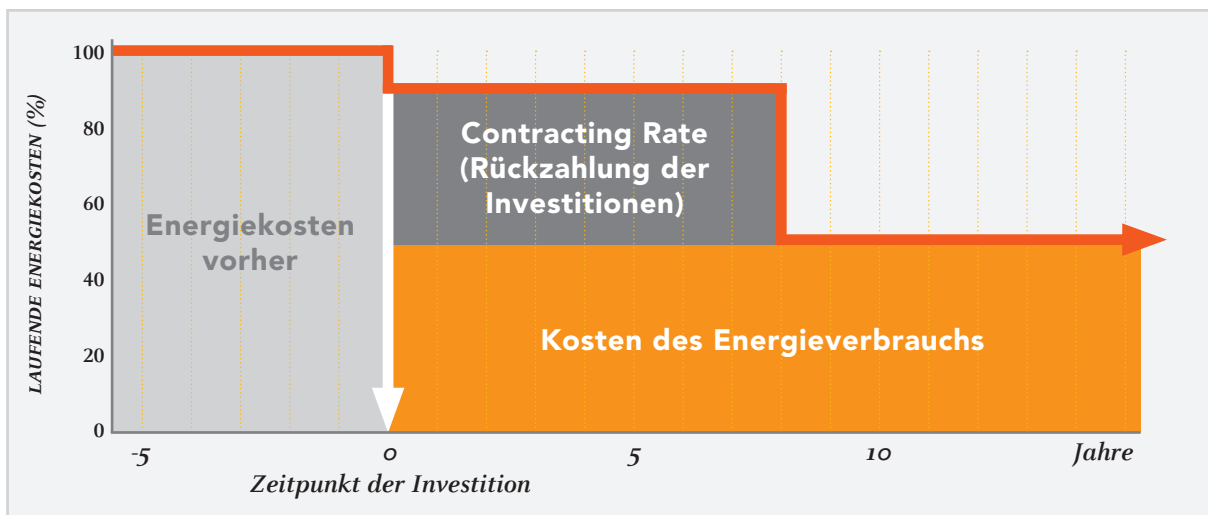 LAUFENDE ENERGIEKOSTEN (%)
100
80
60
40
20
0
Energiekosten
vorher
Contracting Rate
(Rückzahlung der
Investitionen)
Kosten des Energieverbrauchs
-5
0
5
10
Jahre
Zeitpunkt der Investition